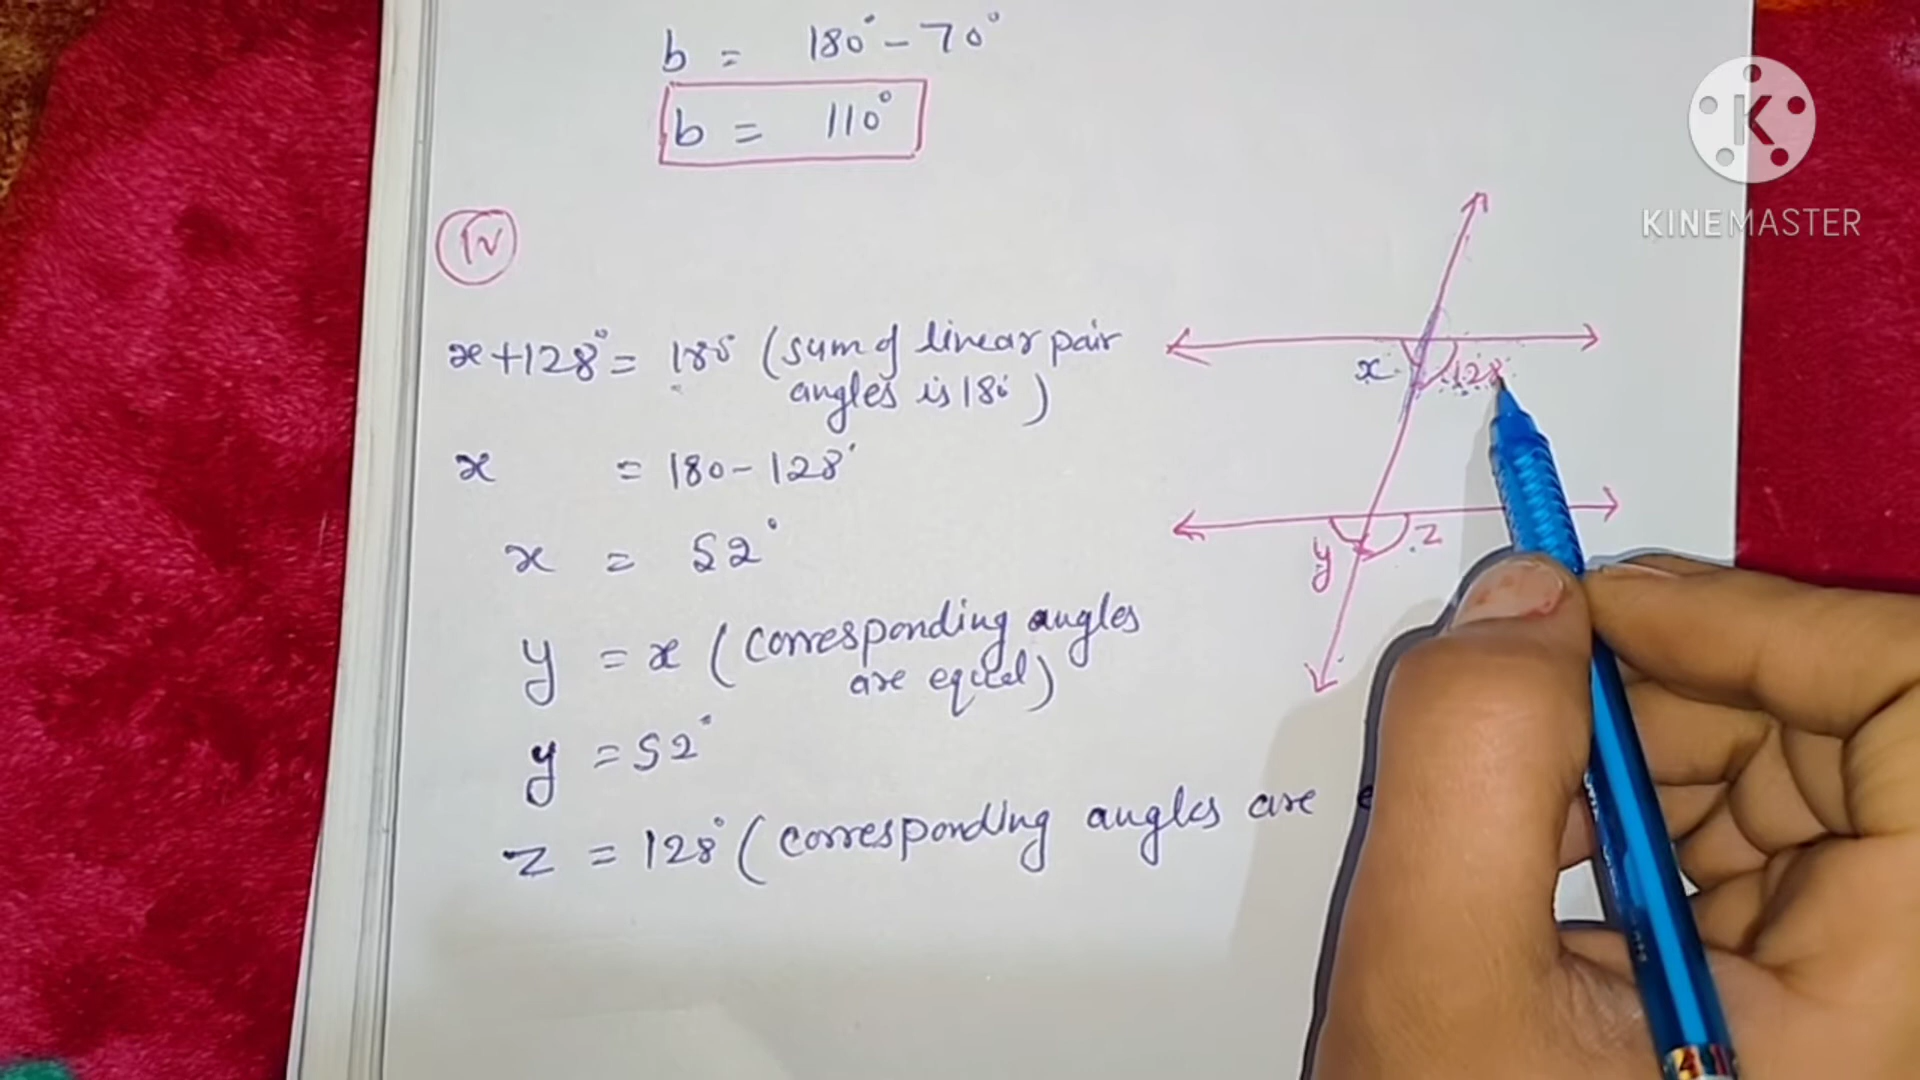 b = 180° - 70°
b = 110°
K
KINEMASTER
IV
x + 128° = 180 (sum of linear pair
angles is 180)
x = 180 - 128°
x = 52°
y = x (corresponding angles
are equal)
y = 52°
z = 128° (corresponding angles are
x 128°
y z